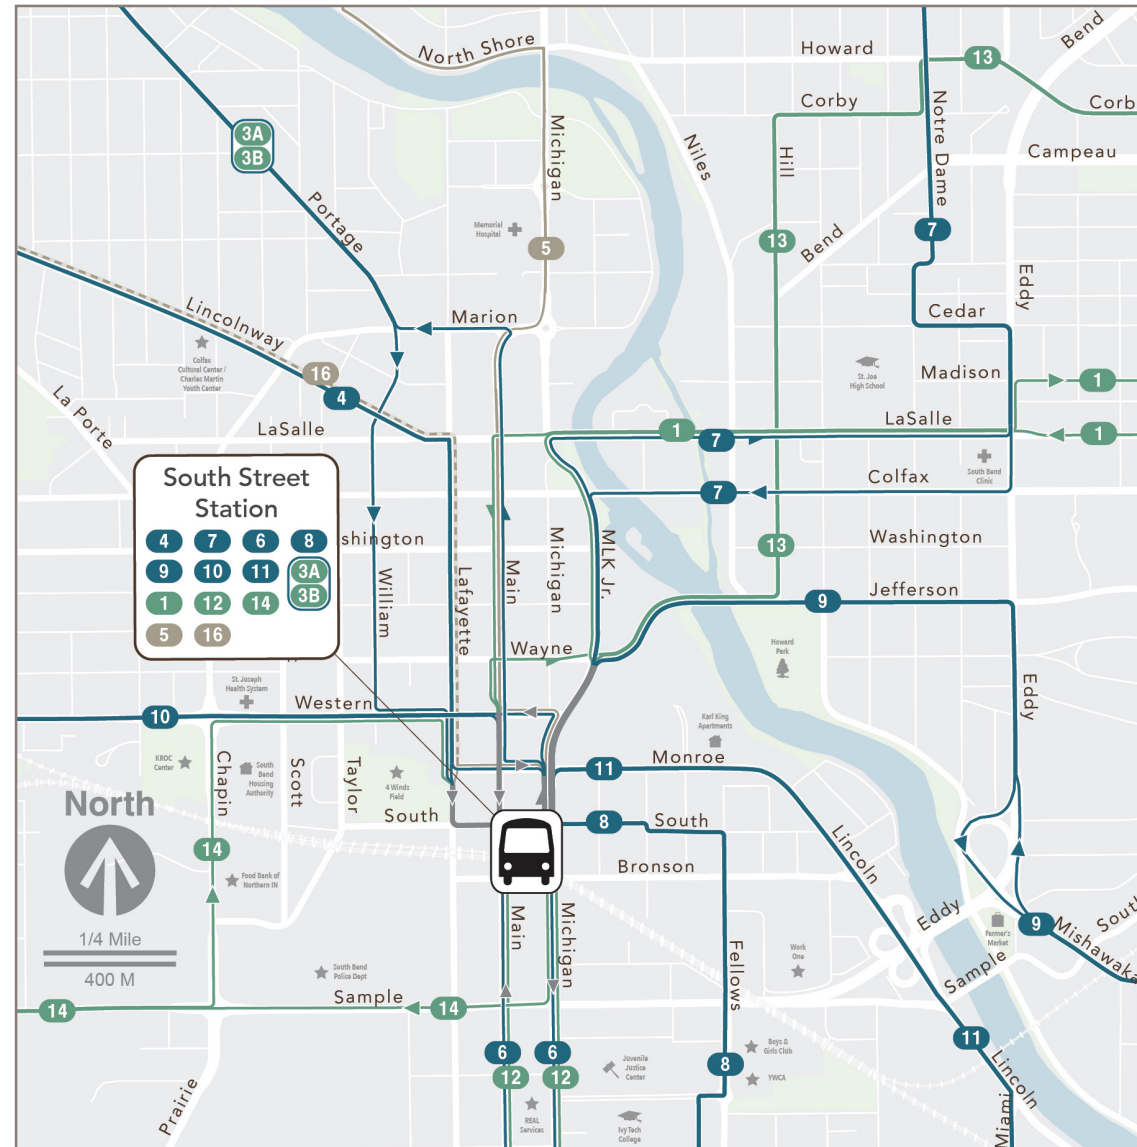 North Shore
Howard
Bend
13
Corby
Corb
3A
3B
Michigan
Niles
Hill
Notre Dame
Campeau
Portage
Memorial
Hospital
5
13
Bend
7
Eddy
Lincolnway
Marion
Cedar
Colfax
Cultural Center /
Charles Martin
Youth Center
16
4
St. Joe
High School
Madison
1
La Porte
LaSalle
1
7
LaSalle
1
South Bend
Clinic
Colfax
7
South Street
Station
4 7 6 8
9 10 11 3A
3B
1 12 14
5 16
shington
William
Lafayette
Main
Michigan
MLK Jr.
13
Washington
9
Jefferson
Wayne
Howard
Park
St. Joseph
Health System
Western
10
Karl King
Apartments
Eddy
KROC
Center
Chapin
South
Bend
Housing
Authority
Scott
Taylor
4 Winds
Field
11
Monroe
North
South
8
South
Lincoln
14
Bronson
Food Bank of
Northern IN
1/4 Mile
400 M
Main
Michigan
Eddy
Farmer's
Market
9
Mishawaka
South
Work
One
Fellows
Sample
South Bend
Police Dept
14
Sample
14
6
12
6
12
Juvenile
Justice
Center
8
Boys &
Girls Club
YWCA
11
Lincoln
Miami
Prairie
REAL
Services
Ivy Tech
College